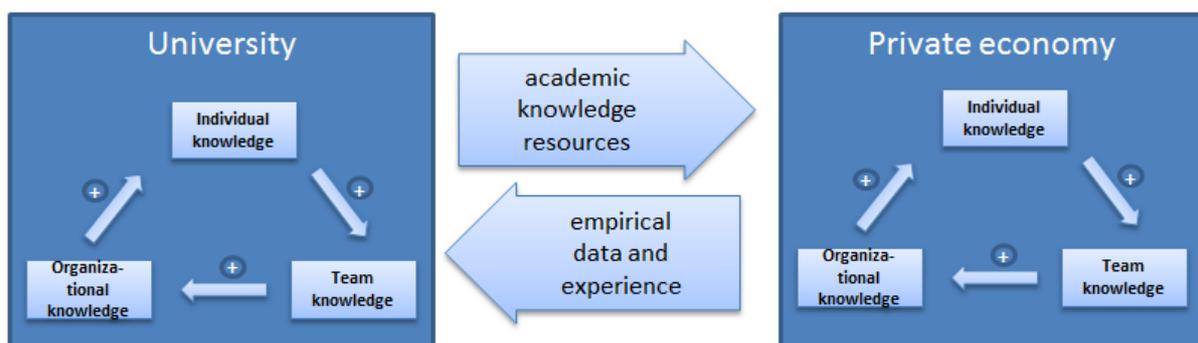 University
Individual
knowledge
+
+
+
Organiza-
tional
knowledge
Team
knowledge
academic
knowledge
resources
empirical
data and
experience
Private economy
Individual
knowledge
+
+
+
Organiza-
tional
knowledge
Team
knowledge